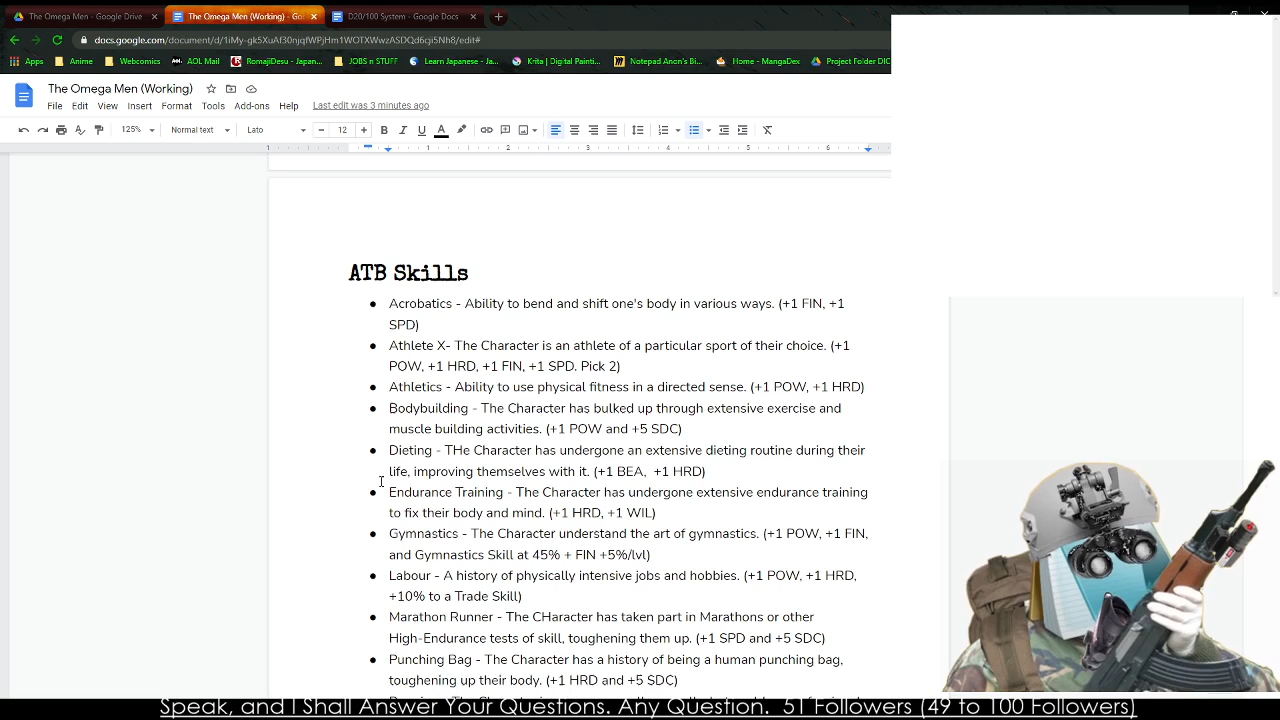 The Omega Men - Google Drive
The Omega Men (Working) - Go
D20/100 System - Google Docs
docs.google.com/document/d/1iMy-gk5XuAf30njqfWPjHm1WOTXWwzASDQd6cji5Nh8/edit#
Apps Anime Webcomics AOL Mail RomajiDesu - Japan... JOBS n STUFF Learn Japanese - Ja... Krita | Digital Painti... Notepad Anon's Bi... Home - MangaDex Project Folder DIC
The Omega Men (Working)
File Edit View Insert Format Tools Add-ons Help Last edit was 3 minutes ago
125% Normal text Lato 12
1 1 2 3 4 5 6
ATB Skills
● Acrobatics - Ability to bend and shift one's body in various ways. (+1 FIN, +1
SPD)
● Athlete X- The Character is an athlete of a particular sport of their choice. (+1
POW, +1 HRD, +1 FIN, +1 SPD. Pick 2)
● Athletics - Ability to use physical fitness in a directed sense. (+1 POW, +1 HRD)
● Bodybuilding - The Character has bulked up through extensive exercise and
muscle building activities. (+1 POW and +5 SDC)
● Dieting - THe Character has undergone an extensive dieting routine during their
life, improving themselves with it. (+1 BEA, +1 HRD)
● Endurance Training - The Character has undergone extensive endurance training
to fix their body and mind. (+1 HRD, +1 WIL)
● Gymnastics - The Character understand the art of gymnastics. (+1 POW, +1 FIN,
and Gymnastics Skill at 45% + FIN +5%/lvl)
● Labour - A history of physically intensive jobs and hobbies. (+1 POW, +1 HRD,
+10% to a Trade Skill)
● Marathon Runner - The CHaracter has taken part in Marathons or other
High-Endurance tests of skill, toughening them up. (+1 SPD and +5 SDC)
● Punching Bag - The Character has a history of being a human punching bag,
toughening up their body. (+1 HRD and +5 SDC)
Speak, and I Shall Answer Your Questions. Any Question. 51 Followers (49 to 100 Followers)